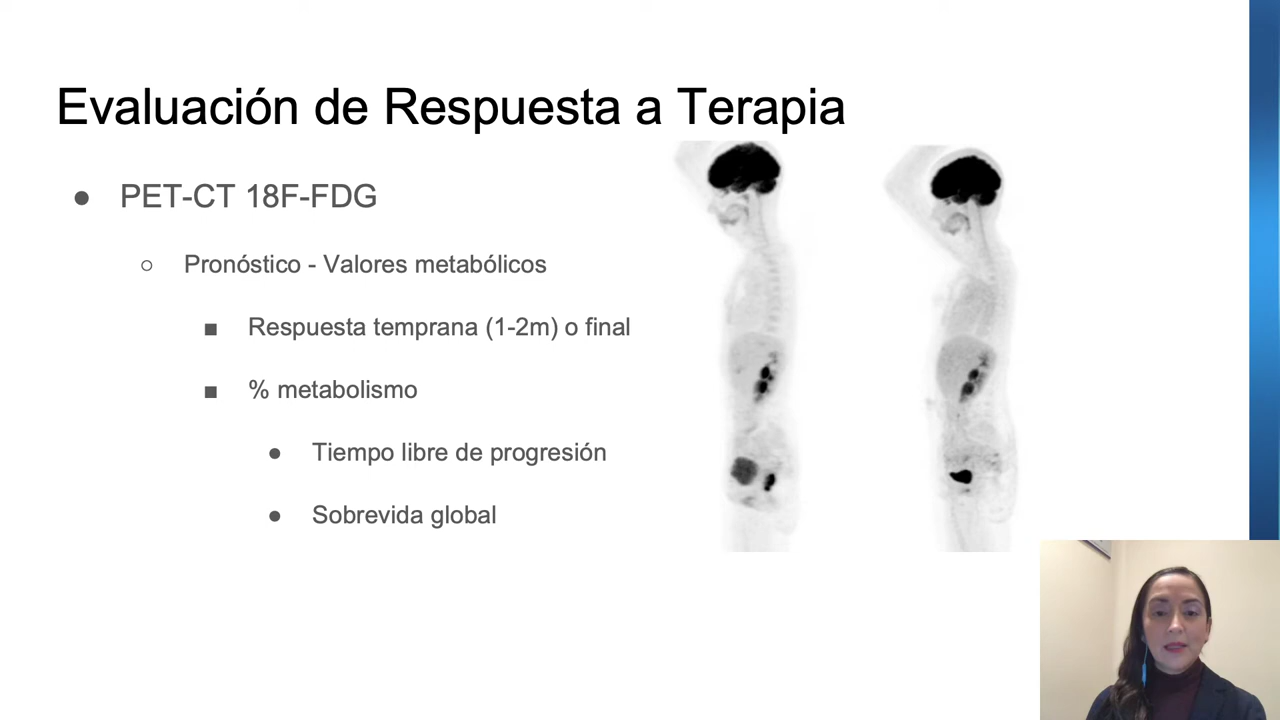 Evaluación de Respuesta a Terapia
● PET-CT 18F-FDG
○ Pronóstico - Valores metabólicos
■ Respuesta temprana (1-2m) o final
■ % metabolismo
● Tiempo libre de progresión
● Sobrevida global